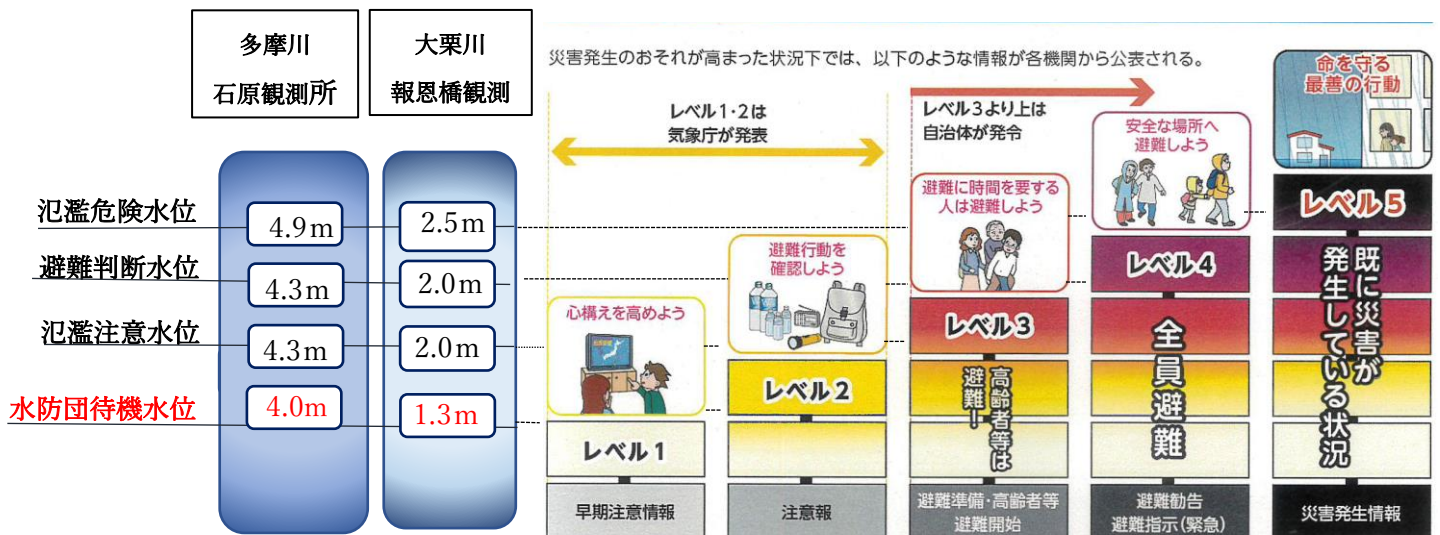 多摩川
石原観測所
大栗川
報恩橋観測
氾濫危険水位
4.9m
2.5m
避難判断水位
4.3m
2.0m
氾濫注意水位
4.3m
2.0m
水防団待機水位
4.0m
1.3m
災害発生のおそれが高まった状況下では、以下のような情報が各機関から公表される。
レベル1・2は
気象庁が発表
レベル3より上は
自治体が発令
心構えを高めよう
レベル1
早期注意情報
避難行動を
確認しよう
レベル2
注意報
避難に時間を要する
人は避難しよう
レベル3
高齢者等は
避難!
避難準備・高齢者等
避難開始
安全な場所へ
避難しよう
レベル4
全員避難
避難勧告
避難指示(緊急)
命を守る
最善の行動
レベル5
既に災害が
発生している状況
災害発生情報